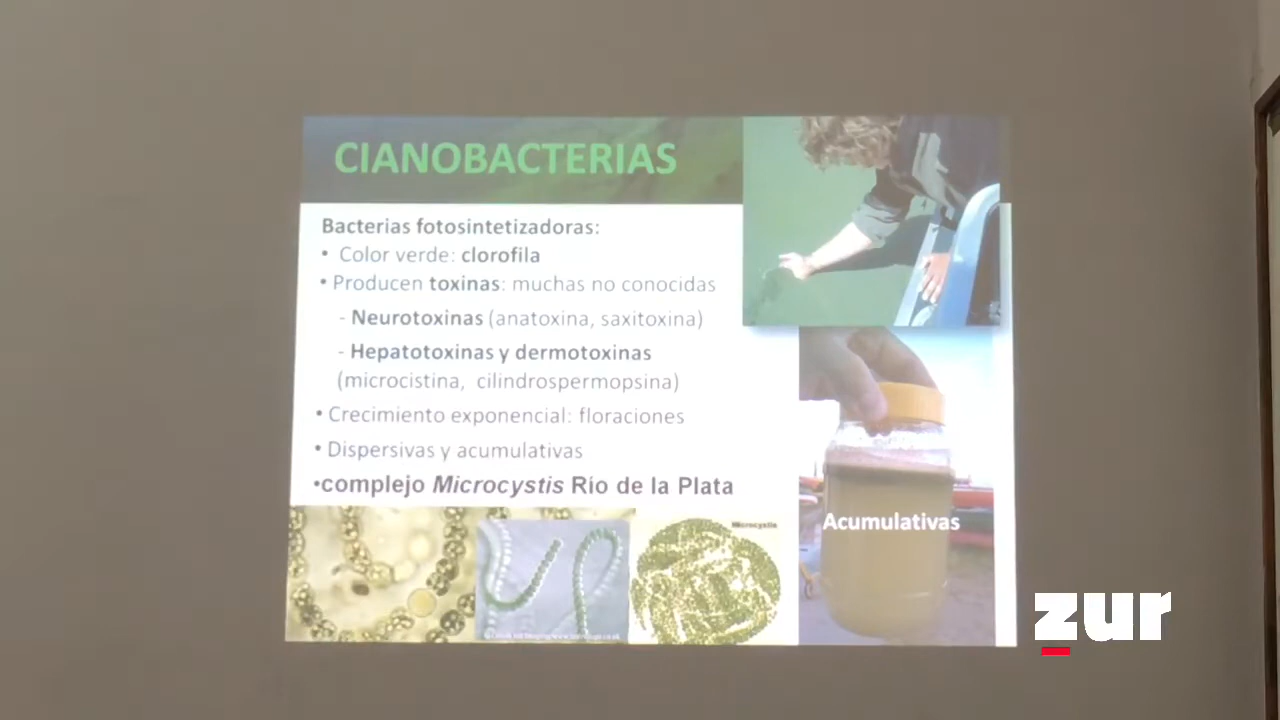 CIANOBACTERIAS
Bacterias fotosintetizadoras:
• Color verde: clorofila
• Producen toxinas: muchas no conocidas
- Neurotoxinas (anatoxina, saxitoxina)
- Hepatotoxinas y dermotoxinas
(microcistina, cilindrospermopsina)
• Crecimiento exponencial: floraciones
• Dispersivas y acumulativas
•complejo Microcystis Río de la Plata
Microcystis
Acumulativas
zur